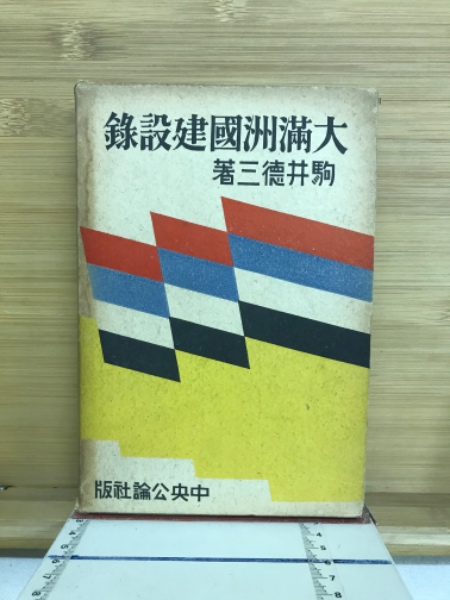 大滿洲國建設錄
駒井德三著
中央公論社版